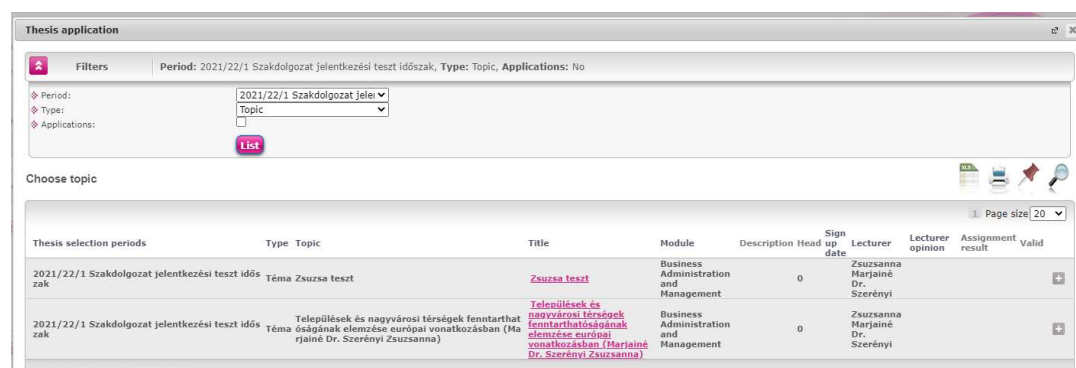 Thesis application
Filters Period: 2021/22/1 Szakdolgozat jelentkezési teszt időszak, Type: Topic, Applications: No
Period: 2021/22/1 Szakdolgozat jeler
Type: Topic
Applications:
List
Choose topic
XLS
1 Page size 20
Thesis selection periods Type Topic Title Module Description Head Sign up date Lecturer Lecturer opinion Assignment result Valid
2021/22/1 Szakdolgozat jelentkezési teszt idős
zak
Téma Zsuzsa teszt
Zsuzsa teszt
Business
Administration
and
Management
0
Zsuzsanna
Marjainé
Dr.
Szerényi
2021/22/1 Szakdolgozat jelentkezési teszt idős
zak
Téma
Települések és nagyvárosi térségek fenntarthat
óságának elemzése európai vonatkozásban (Ma
rjainé Dr. Szerényi Zsuzsanna)
Települések és
nagyvárosi térségek
fenntarthatóságának
elemzése európai
vonatkozásban (Marjainé
Dr. Szerényi Zsuzsanna)
Business
Administration
and
Management
0
Zsuzsanna
Marjainé
Dr.
Szerényi